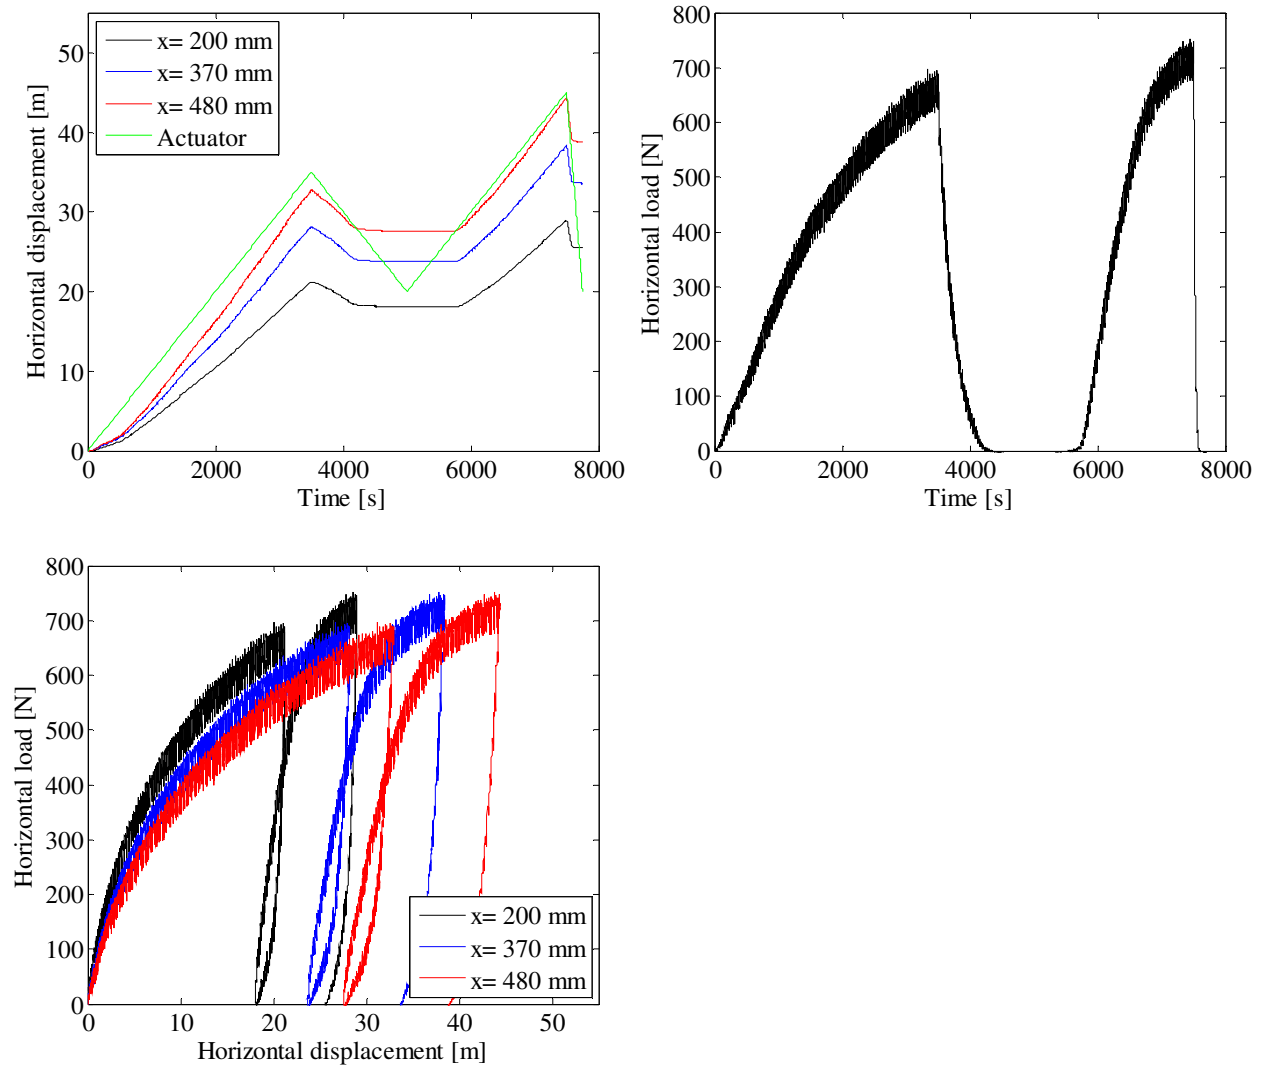 50
40
30
20
10
0
Horizontal displacement [m]
x= 200 mm
x= 370 mm
x= 480 mm
Actuator
0 2000 4000 6000 8000
Time [s]
800
700
600
500
400
300
200
100
0
Horizontal load [N]
0 2000 4000 6000 8000
Time [s]
800
700
600
500
400
300
200
100
0
Horizontal load [N]
x= 200 mm
x= 370 mm
x= 480 mm
0 10 20 30 40 50
Horizontal displacement [m]